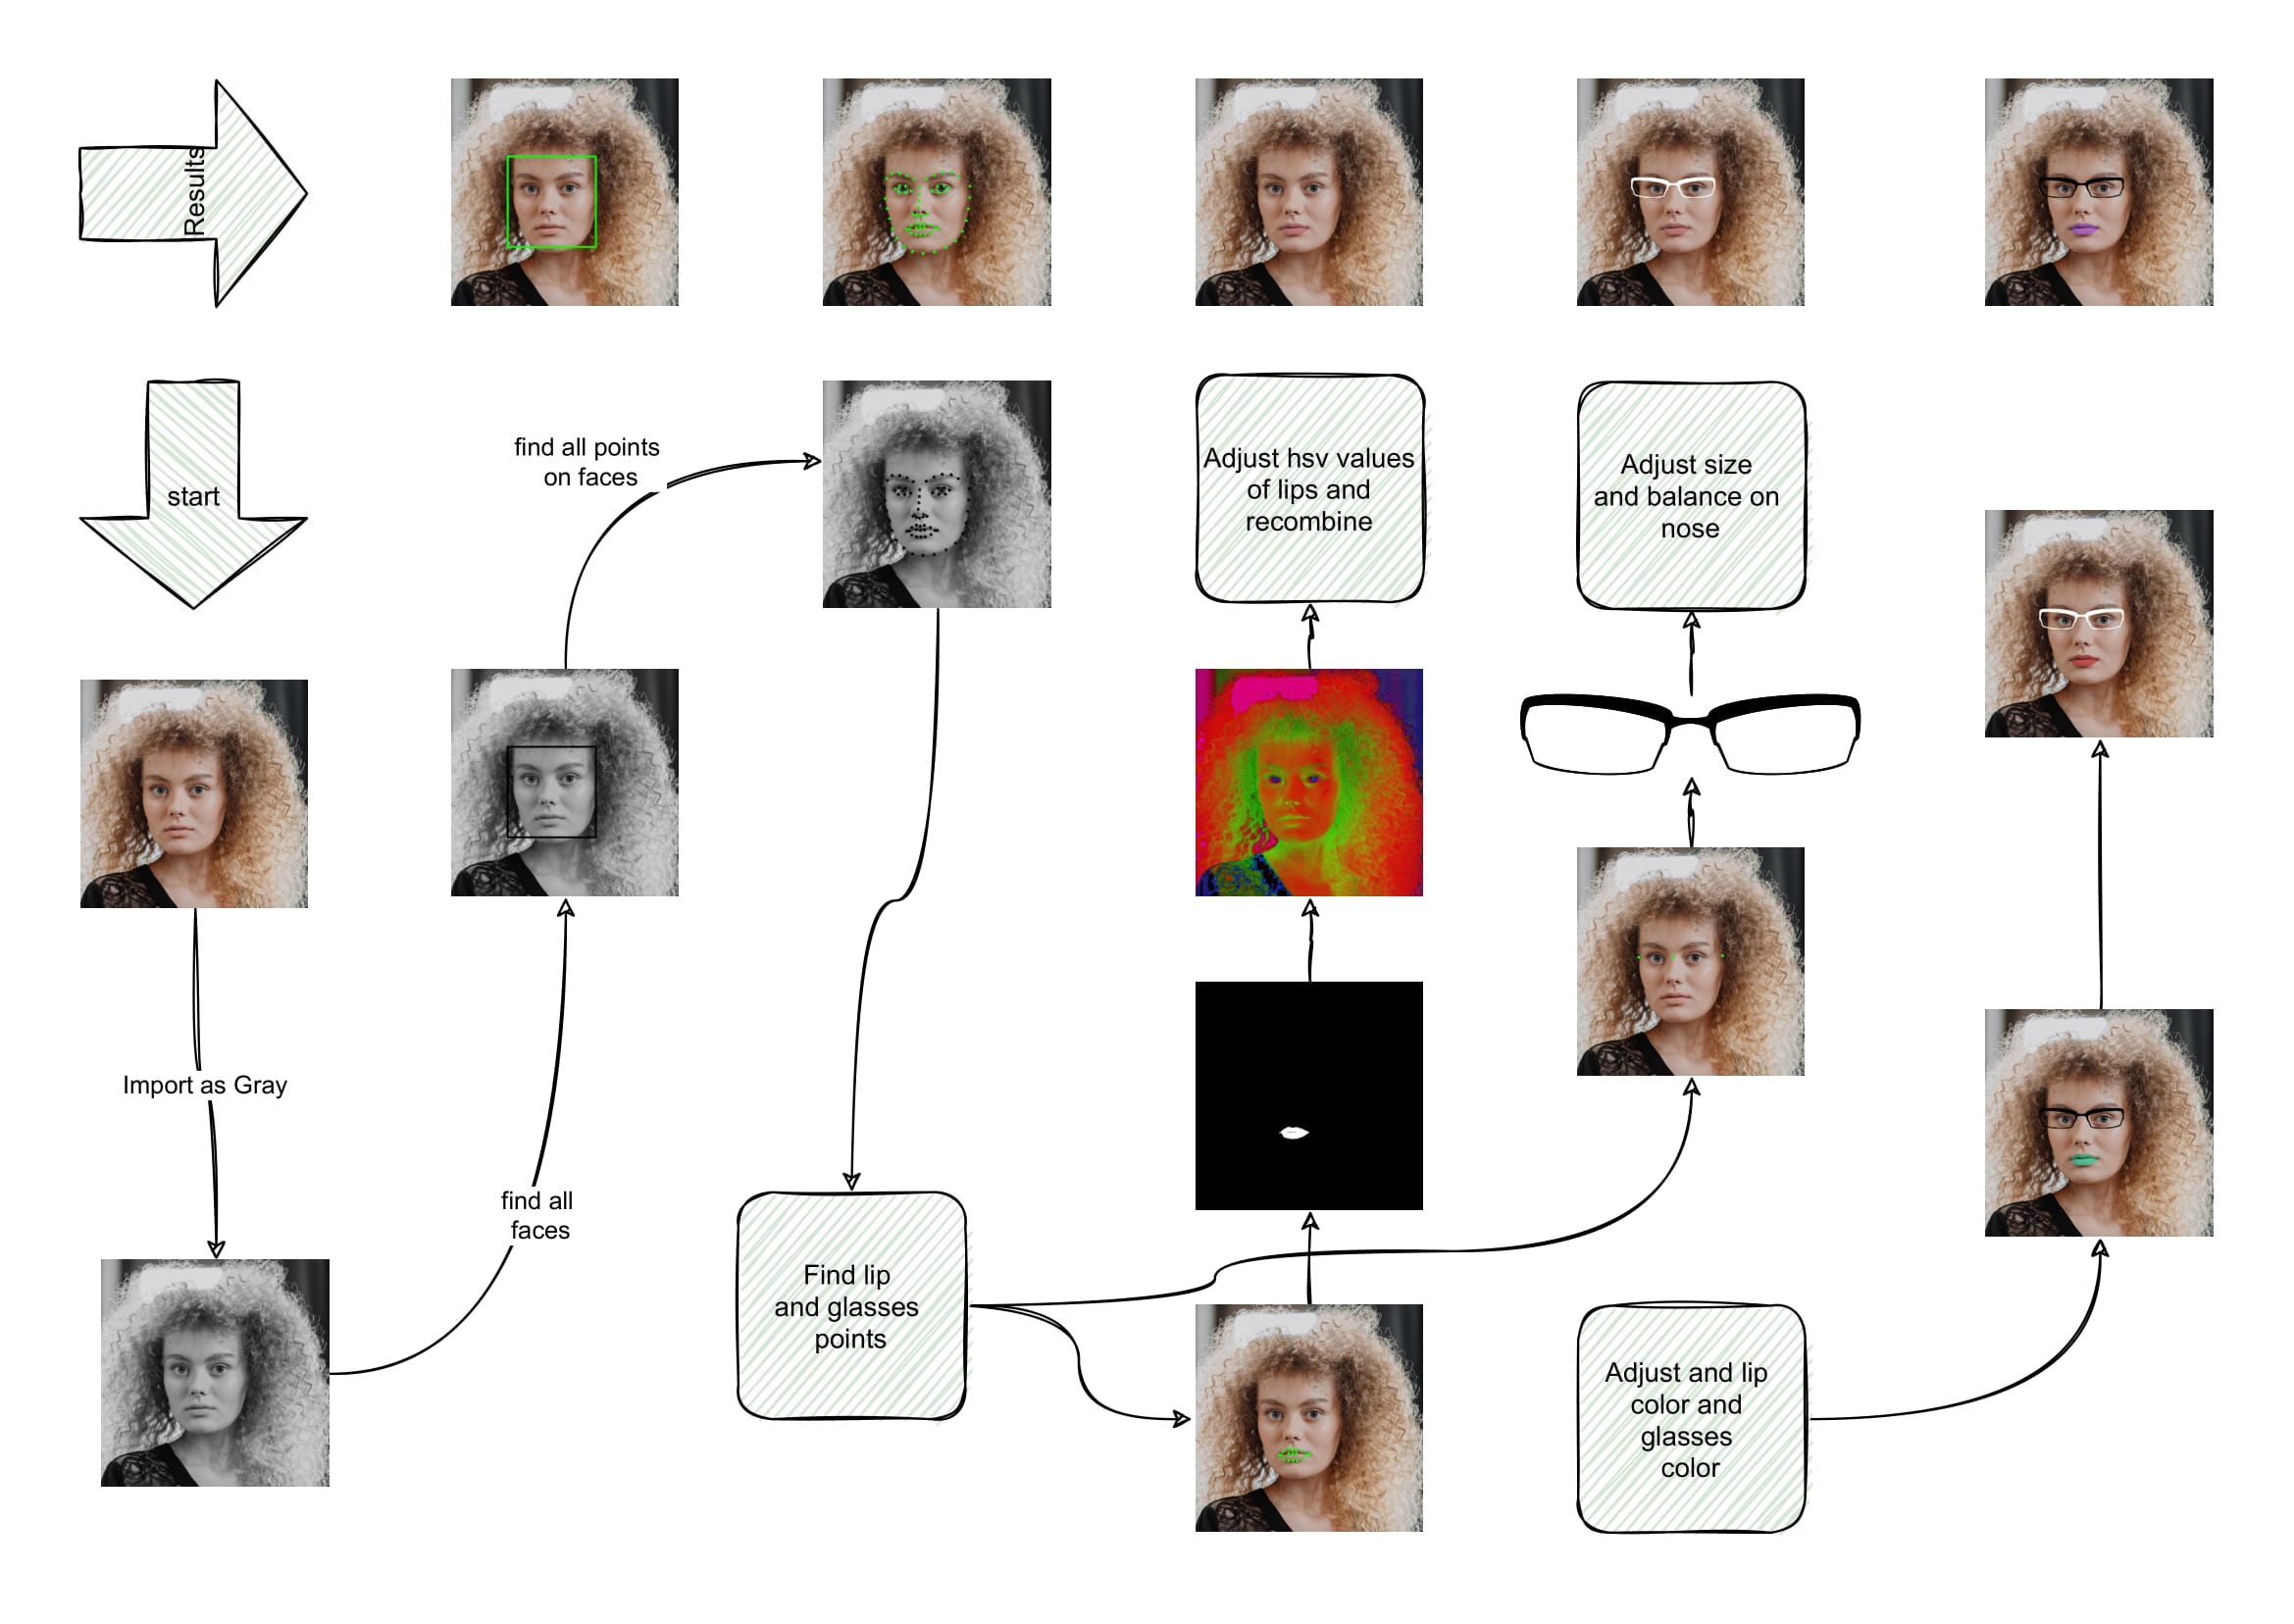 Results
start
find all points
on faces
Adjust hsv values
of lips and
recombine
Adjust size
and balance on
nose
Import as Gray
find all
faces
Find lip
and glasses
points
Adjust and lip
color and
glasses
color